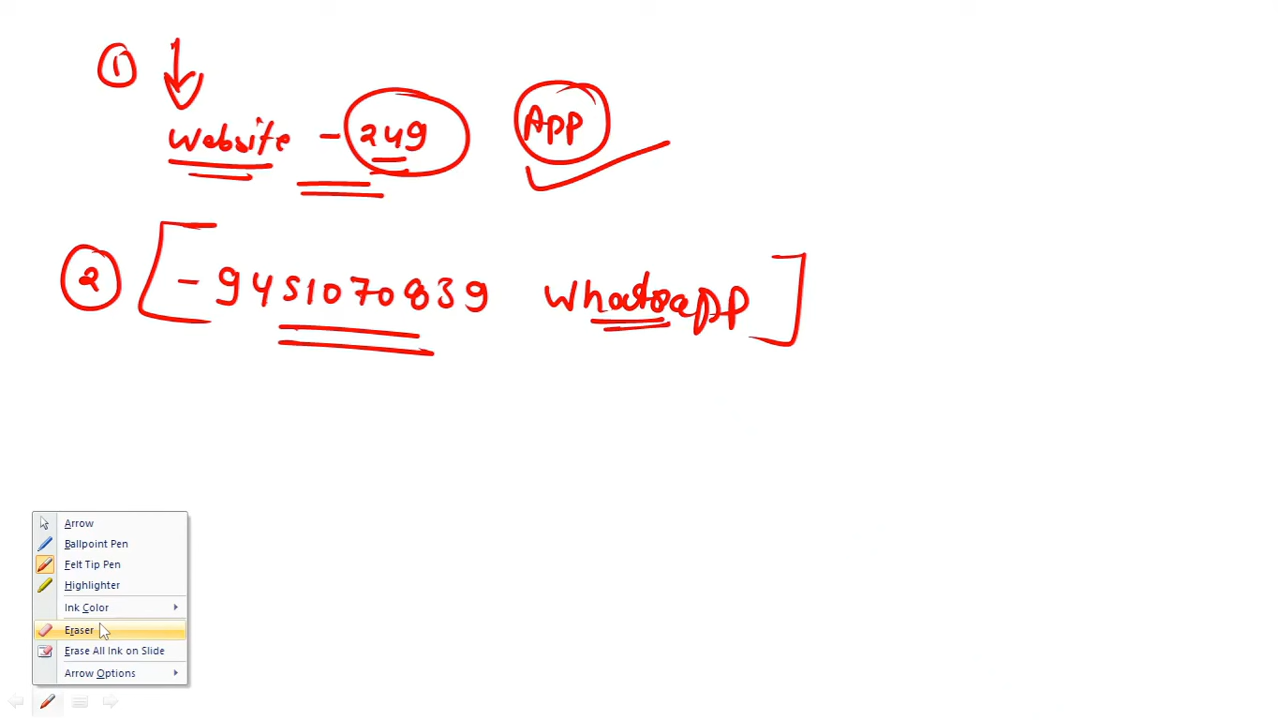 ① Website - 249 App
② [ - 9451070839 Whatsapp ]
Arrow
Ballpoint Pen
Felt Tip Pen
Highlighter
Ink Color
Eraser
Erase All Ink on Slide
Arrow Options